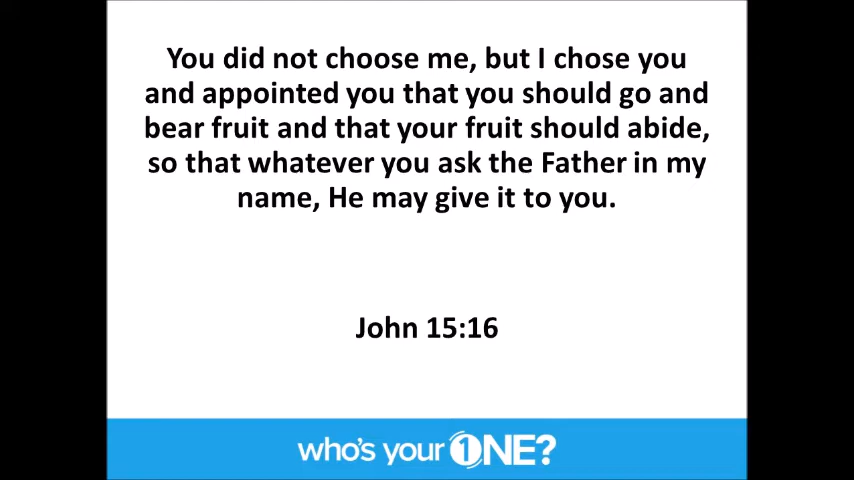 You did not choose me, but I chose you
and appointed you that you should go and
bear fruit and that your fruit should abide,
so that whatever you ask the Father in my
name, He may give it to you.
John 15:16
who's your 1NE?